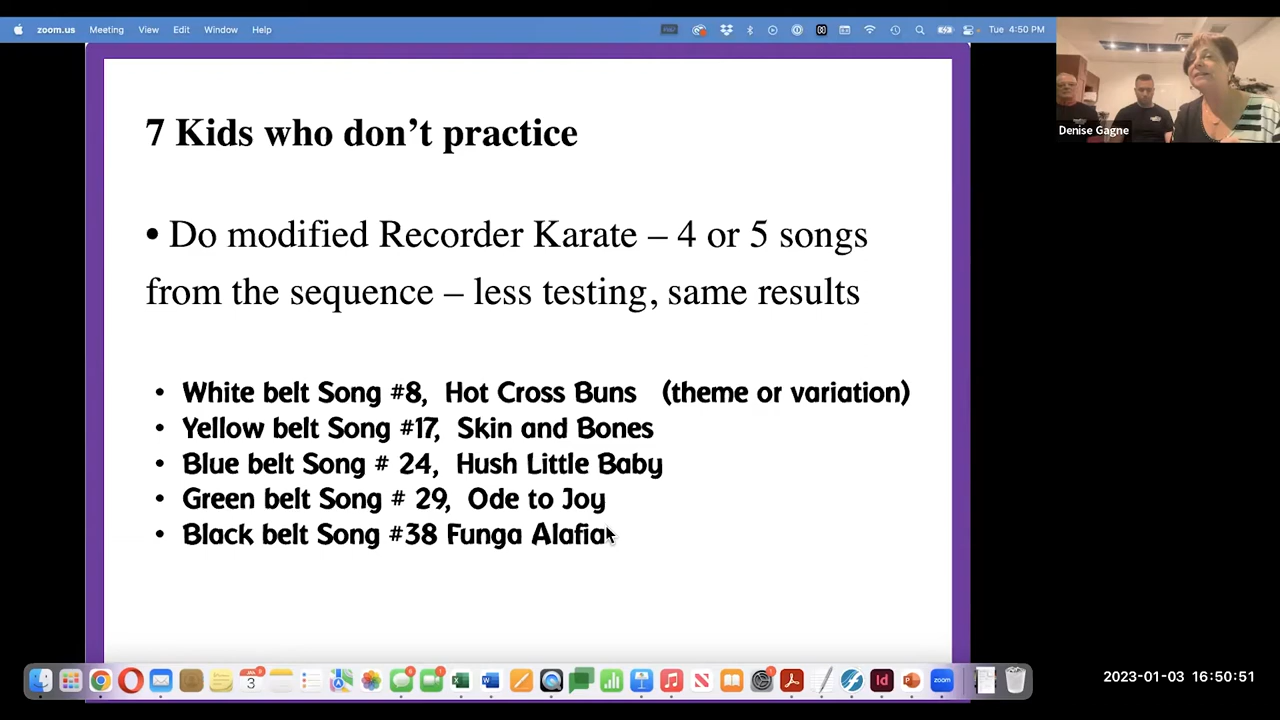 zoom.us Meeting View Edit Window Help Tue 4:50 PM
Denise Gagne
7 Kids who don’t practice
• Do modified Recorder Karate – 4 or 5 songs
from the sequence – less testing, same results
• White belt Song #8, Hot Cross Buns (theme or variation)
• Yellow belt Song #17, Skin and Bones
• Blue belt Song # 24, Hush Little Baby
• Green belt Song # 29, Ode to Joy
• Black belt Song #38 Funga Alafia
JAN
3
Id
zoom
2023-01-03 16:50:51